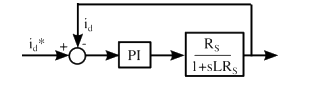 i_d
i_d* + -
PI
R_S
1+sLR_S